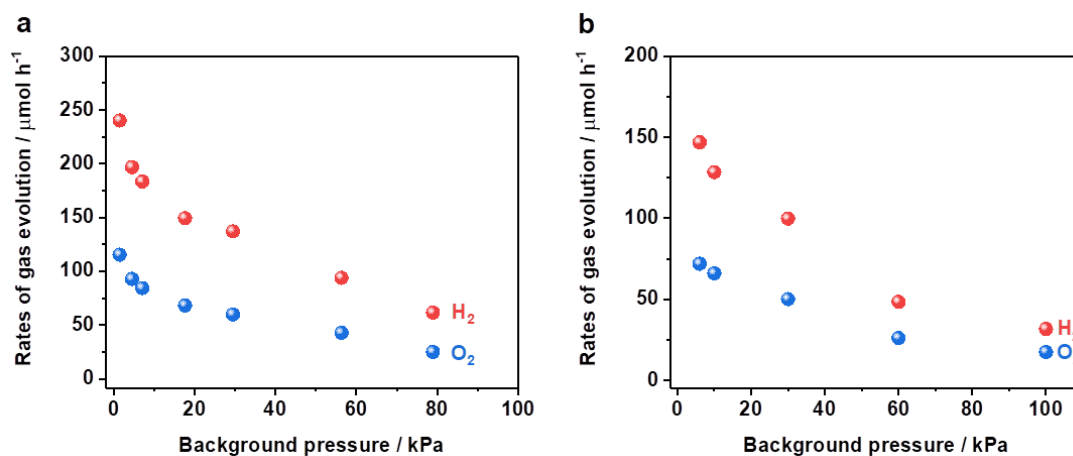 a
Rates of gas evolution / μmol h⁻¹
300
250
200
150
100
50
0
H₂
O₂
0 20 40 60 80 100
Background pressure / kPa
b
Rates of gas evolution / μmol h⁻¹
200
150
100
50
0
H
O
0 20 40 60 80 100
Background pressure / kPa